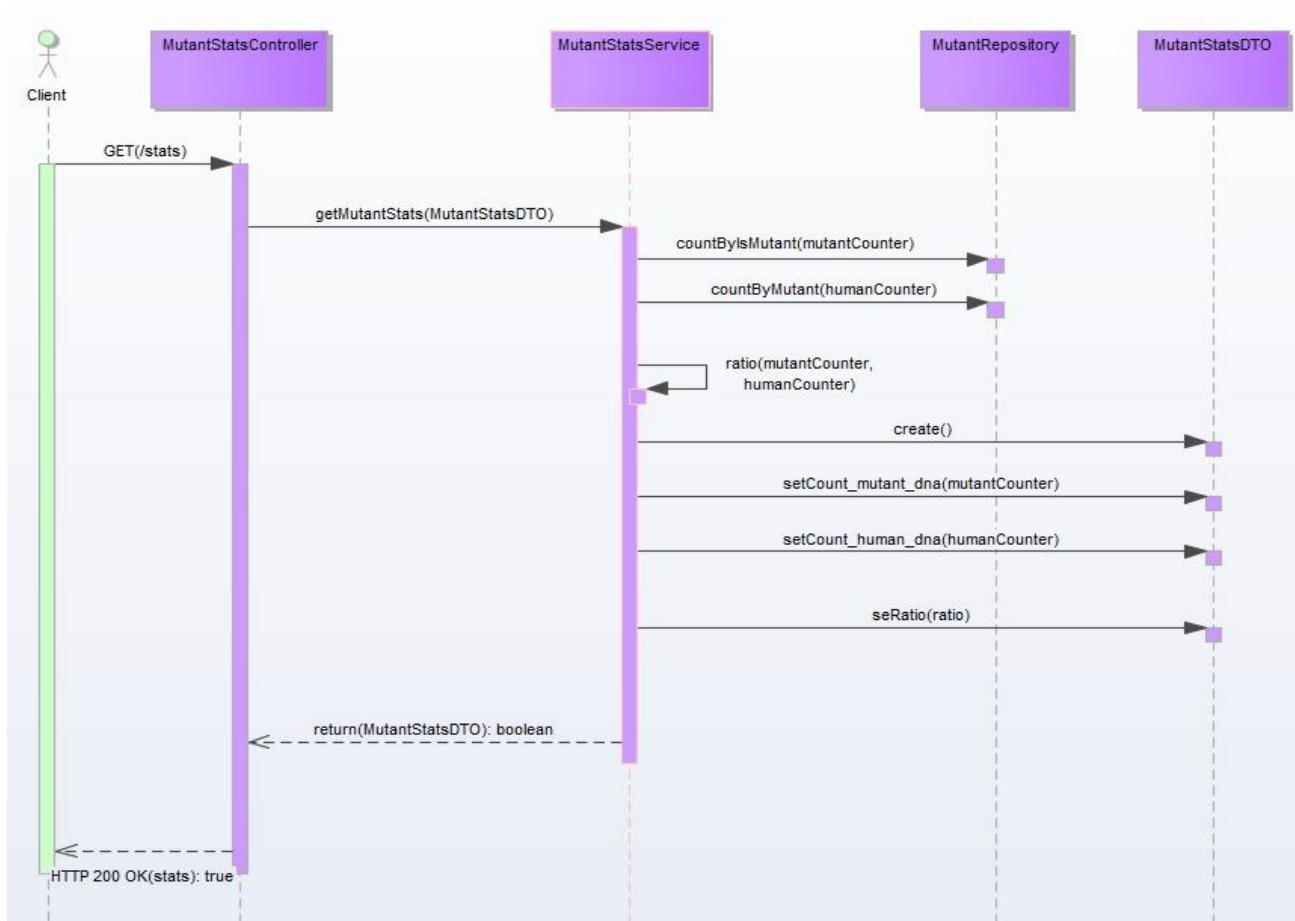 MutantStatsController
MutantStatsService
MutantRepository
MutantStatsDTO
Client
GET(/stats)
getMutantStats(MutantStatsDTO)
countByIsMutant(mutantCounter)
countByMutant(humanCounter)
ratio(mutantCounter,
humanCounter)
create()
setCount_mutant_dna(mutantCounter)
setCount_human_dna(humanCounter)
seRatio(ratio)
return(MutantStatsDTO): boolean
HTTP 200 OK(stats): true